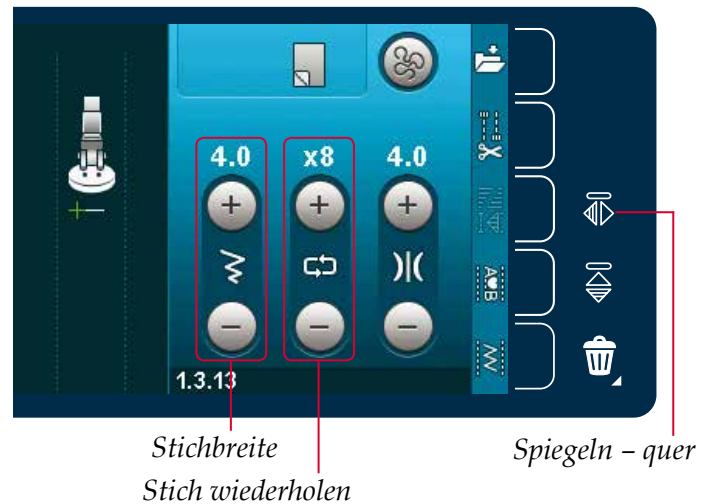 4.0 x8 4.0
A♥B
1.3.13
Stichbreite
Spiegeln – quer
Stich wiederholen